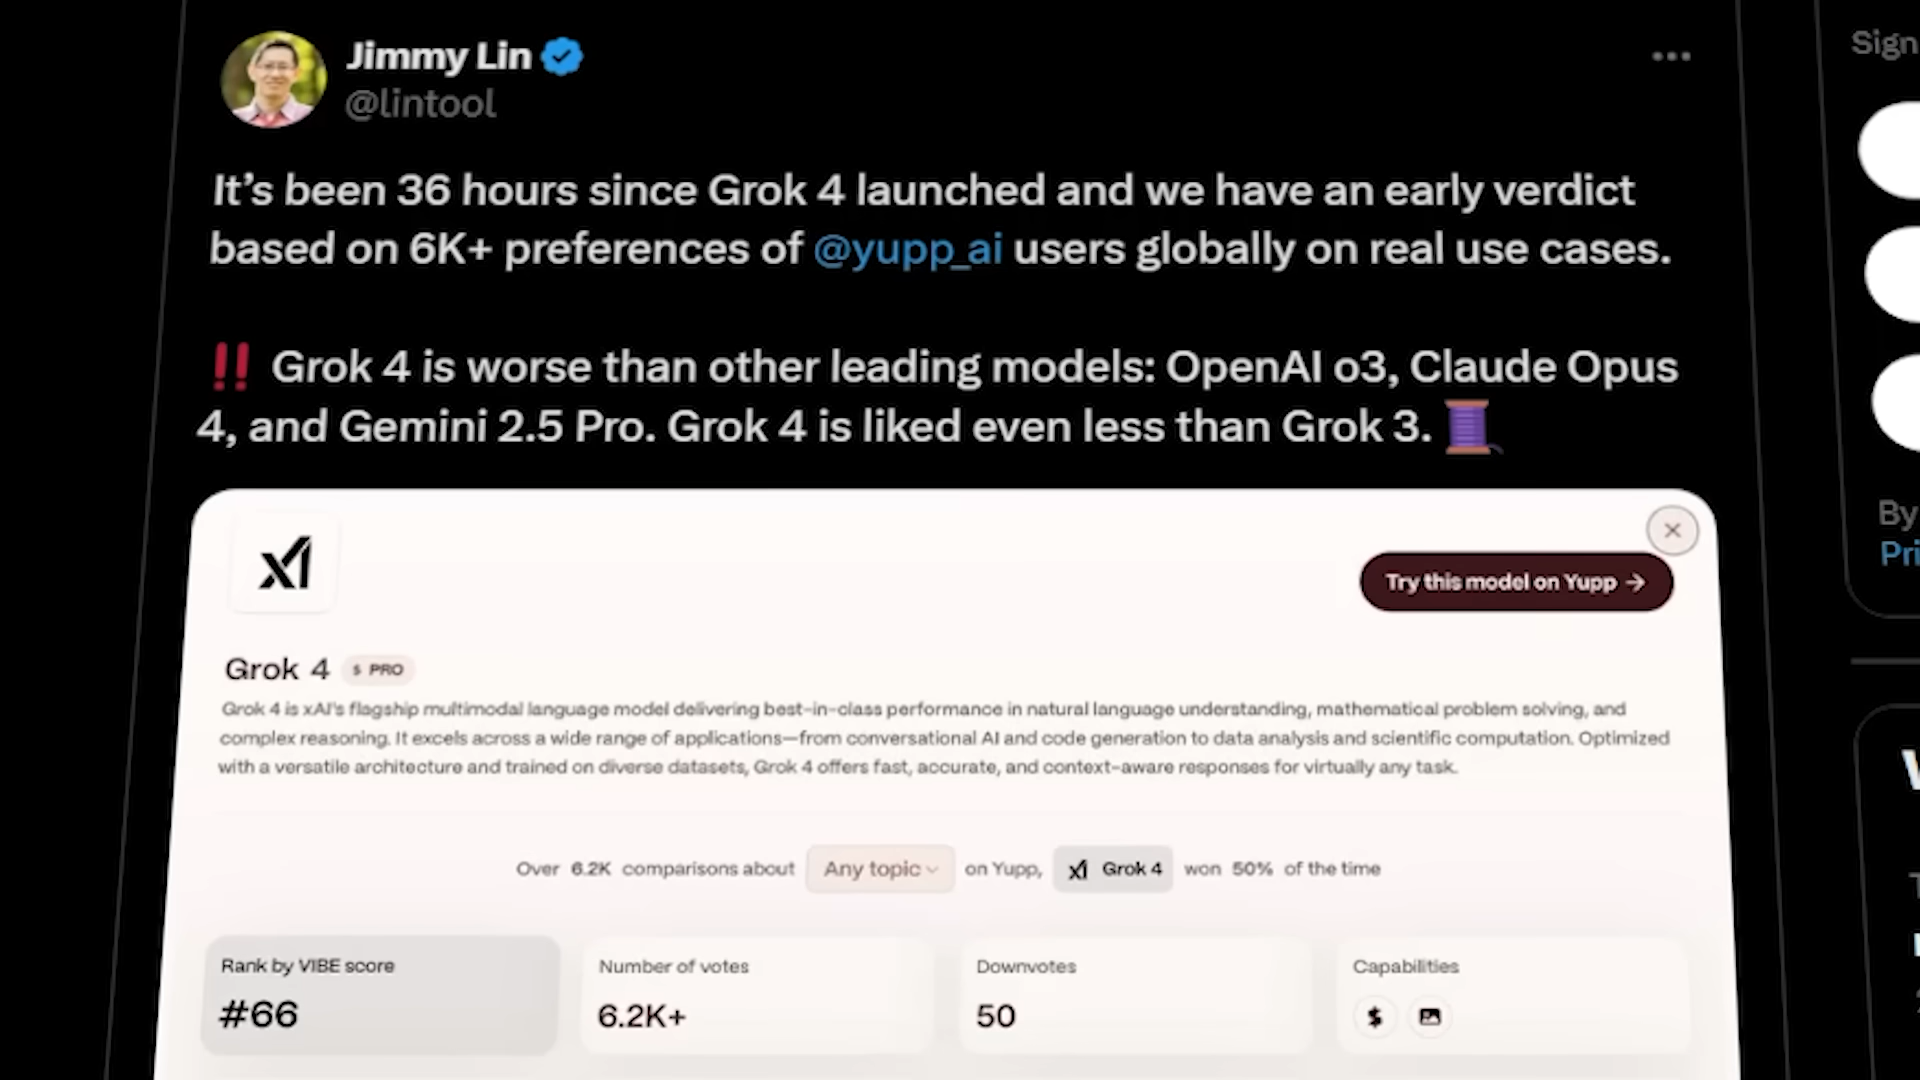 Jimmy Lin
@lintool
It's been 36 hours since Grok 4 launched and we have an early verdict
based on 6K+ preferences of @yupp_ai users globally on real use cases.
‼️ Grok 4 is worse than other leading models: OpenAI o3, Claude Opus
4, and Gemini 2.5 Pro. Grok 4 is liked even less than Grok 3. 🧵
Try this model on Yupp →
Grok 4 $ PRO
Grok 4 is xAI's flagship multimodal language model delivering best-in-class performance in natural language understanding, mathematical problem solving, and
complex reasoning. It excels across a wide range of applications—from conversational AI and code generation to data analysis and scientific computation. Optimized
with a versatile architecture and trained on diverse datasets, Grok 4 offers fast, accurate, and context-aware responses for virtually any task.
Over 6.2K comparisons about Any topic on Yupp, Grok 4 won 50% of the time
Rank by VIBE score
#66
Number of votes
6.2K+
Downvotes
50
Capabilities
$
Sign
By
Pri